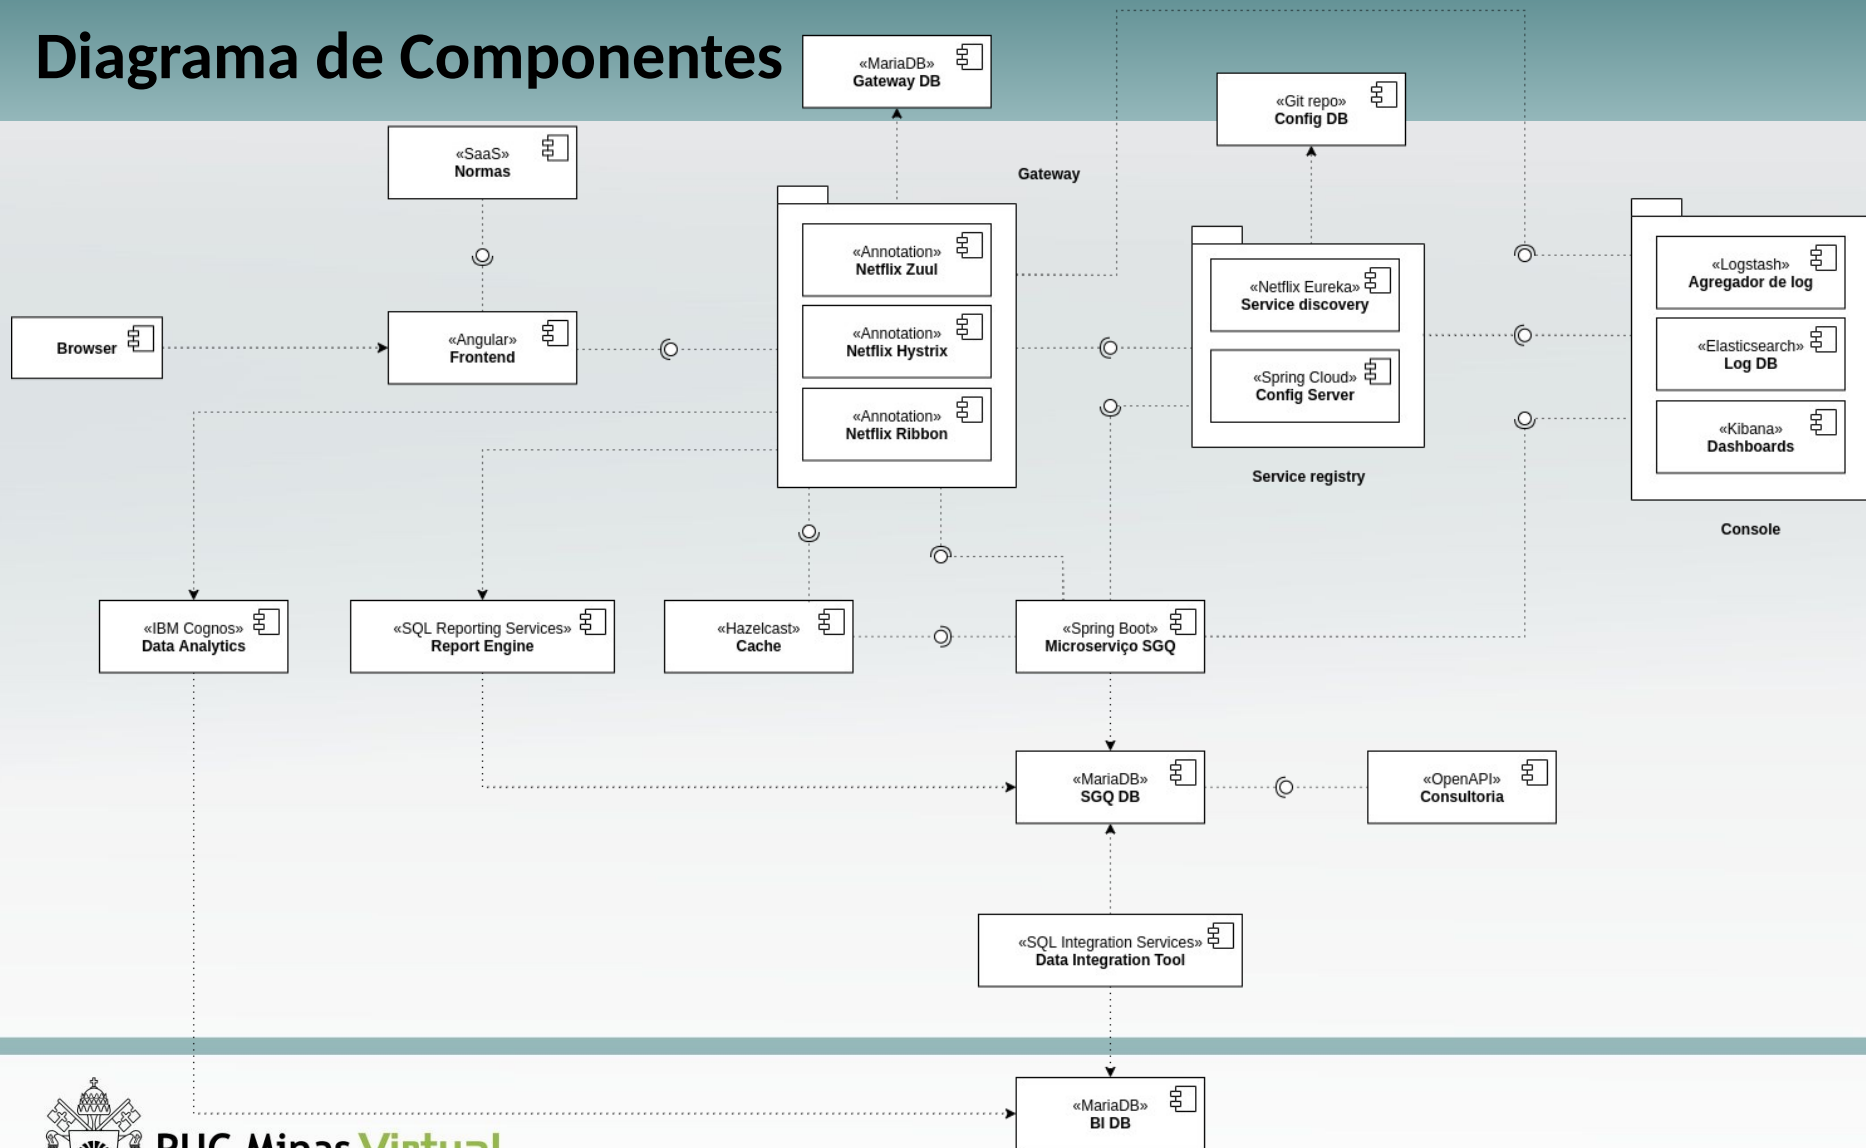 Diagrama de Componentes
«MariaDB»
Gateway DB
«Git repo»
Config DB
«SaaS»
Normas
Gateway
«Annotation»
Netflix Zuul
«Netflix Eureka»
Service discovery
«Logstash»
Agregador de log
Browser
«Angular»
Frontend
«Annotation»
Netflix Hystrix
«Spring Cloud»
Config Server
«Elasticsearch»
Log DB
«Annotation»
Netflix Ribbon
«Kibana»
Dashboards
Service registry
Console
«IBM Cognos»
Data Analytics
«SQL Reporting Services»
Report Engine
«Hazelcast»
Cache
«Spring Boot»
Microserviço SGQ
«MariaDB»
SGQ DB
«OpenAPI»
Consultoria
«SQL Integration Services»
Data Integration Tool
«MariaDB»
BI DB
PUC Minas Virtual